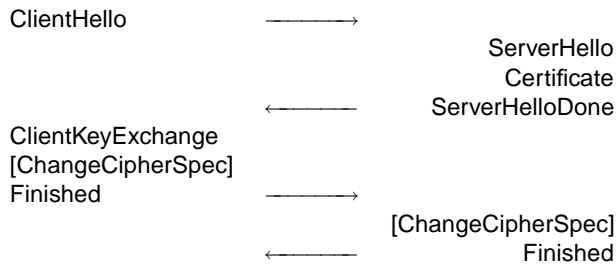 ClientHello
ServerHello
Certificate
ServerHelloDone
ClientKeyExchange
[ChangeCipherSpec]
Finished
[ChangeCipherSpec]
Finished